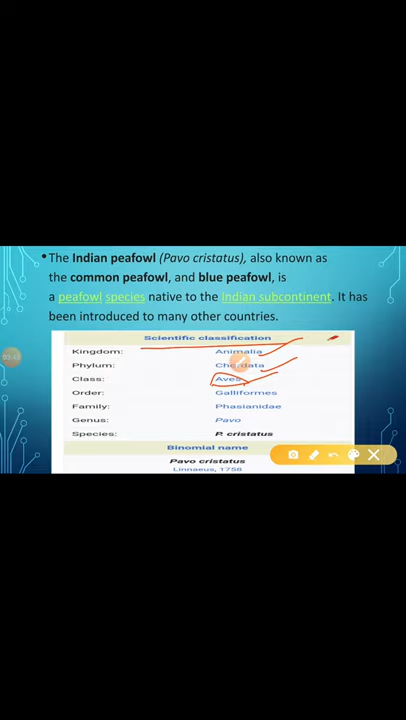 • The Indian peafowl (Pavo cristatus), also known as
the common peafowl, and blue peafowl, is
a peafowl species native to the Indian subcontinent. It has
been introduced to many other countries.
Scientific classification
Kingdom: Animalia
Phylum: Chordata
Class: Aves
Order: Galliformes
Family: Phasianidae
Genus: Pavo
Species: P. cristatus
Binomial name
Pavo cristatus
Linnaeus, 1758